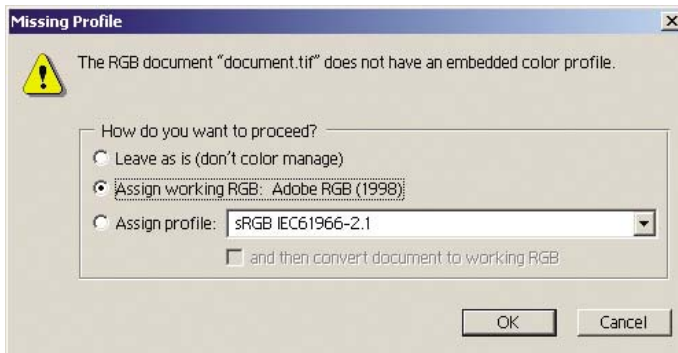 Missing Profile
The RGB document "document.tif" does not have an embedded color profile.
How do you want to proceed?
Leave as is (don't color manage)
Assign working RGB: Adobe RGB (1998)
Assign profile: sRGB IEC61966-2.1
and then convert document to working RGB
OK Cancel